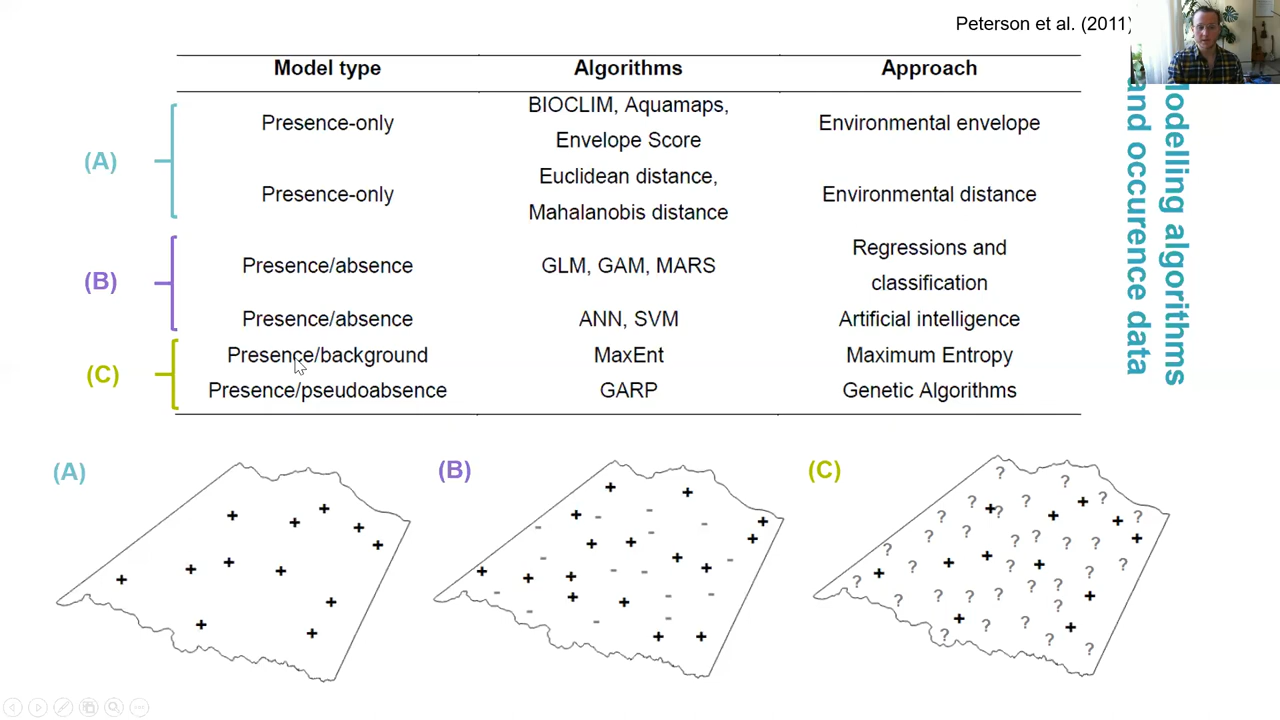 Peterson et al. (2011)
Model type Algorithms Approach
(A)
Presence-only BIOCLIM, Aquamaps, Envelope Score Environmental envelope
Presence-only Euclidean distance, Mahalanobis distance Environmental distance
(B)
Presence/absence GLM, GAM, MARS Regressions and classification
Presence/absence ANN, SVM Artificial intelligence
(C)
Presence/background MaxEnt Maximum Entropy
Presence/pseudoabsence GARP Genetic Algorithms
algorithms
and occurence data
(A)
(B)
(C)